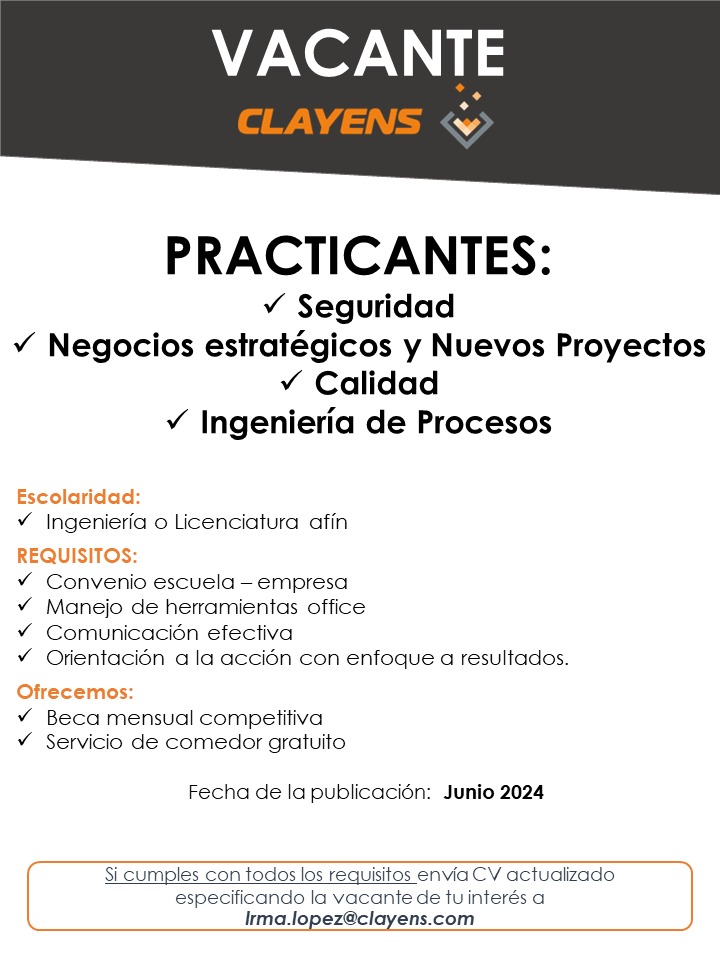 VACANTE
CLAYENS
PRACTICANTES:
✓ Seguridad
✓ Negocios estratégicos y Nuevos Proyectos
✓ Calidad
✓ Ingeniería de Procesos
Escolaridad:
✓ Ingeniería o Licenciatura afín
REQUISITOS:
✓ Convenio escuela – empresa
✓ Manejo de herramientas office
✓ Comunicación efectiva
✓ Orientación a la acción con enfoque a resultados.
Ofrecemos:
✓ Beca mensual competitiva
✓ Servicio de comedor gratuito
Fecha de la publicación: Junio 2024
Si cumples con todos los requisitos envía CV actualizado
especificando la vacante de tu interés a
Irma.lopez@clayens.com